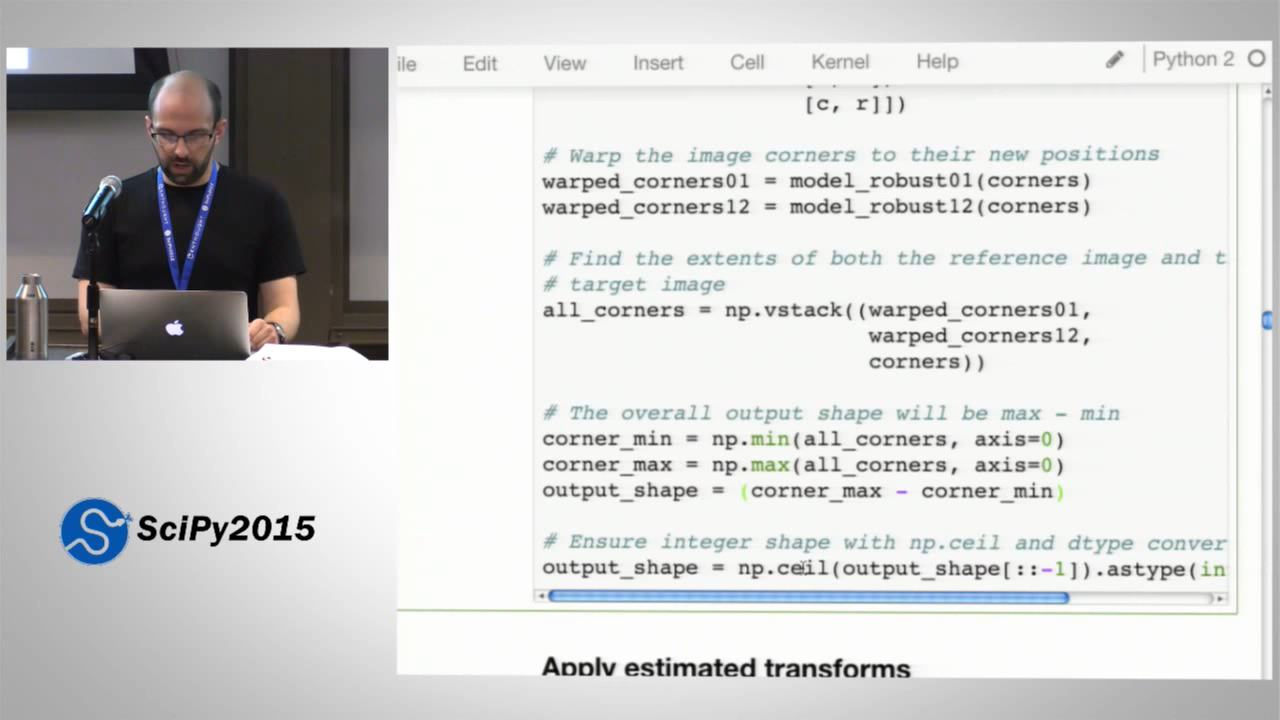 ile Edit View Insert Cell Kernel Help Python 2
[c, r]])
# Warp the image corners to their new positions
warped_corners01 = model_robust01(corners)
warped_corners12 = model_robust12(corners)
# Find the extents of both the reference image and t
# target image
all_corners = np.vstack((warped_corners01,
warped_corners12,
corners))
# The overall output shape will be max - min
corner_min = np.min(all_corners, axis=0)
corner_max = np.max(all_corners, axis=0)
output_shape = (corner_max - corner_min)
# Ensure integer shape with np.ceil and dtype conver
output_shape = np.ceil(output_shape[::-1]).astype(in
Apply estimated transforms
SciPy2015